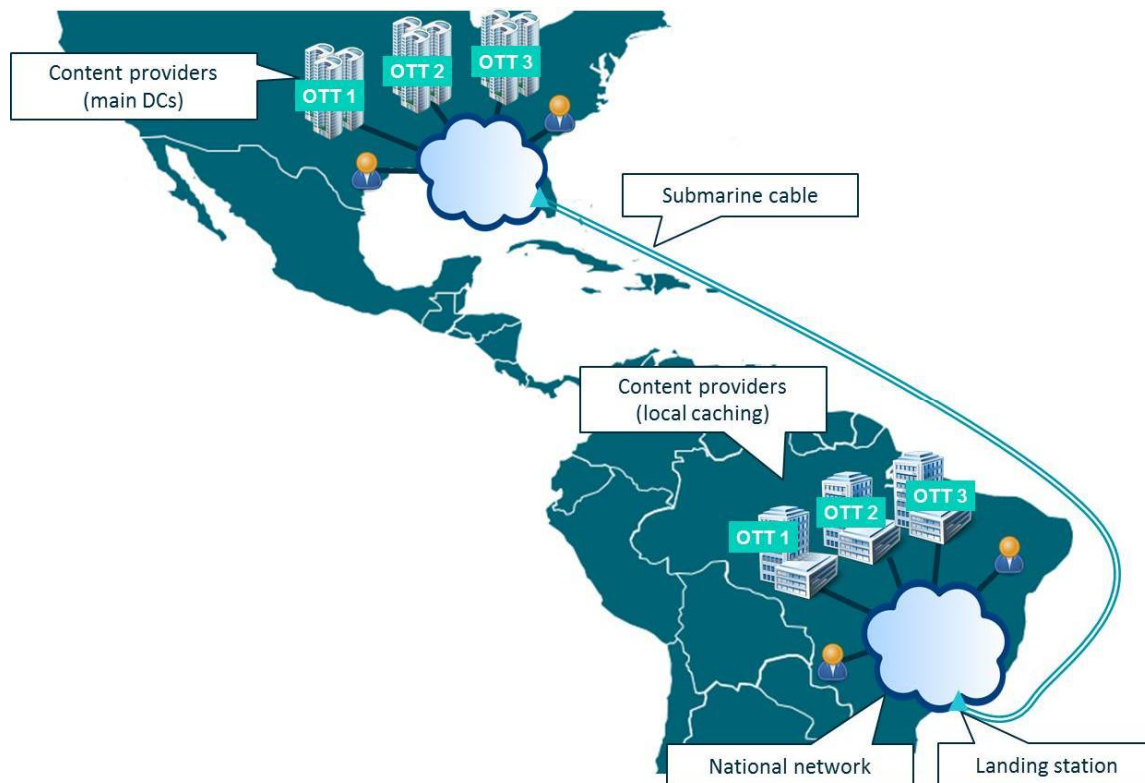 Content providers
(main DCs)
OTT 1
OTT 2
OTT 3
Submarine cable
Content providers
(local caching)
OTT 1
OTT 2
OTT 3
National network
Landing station